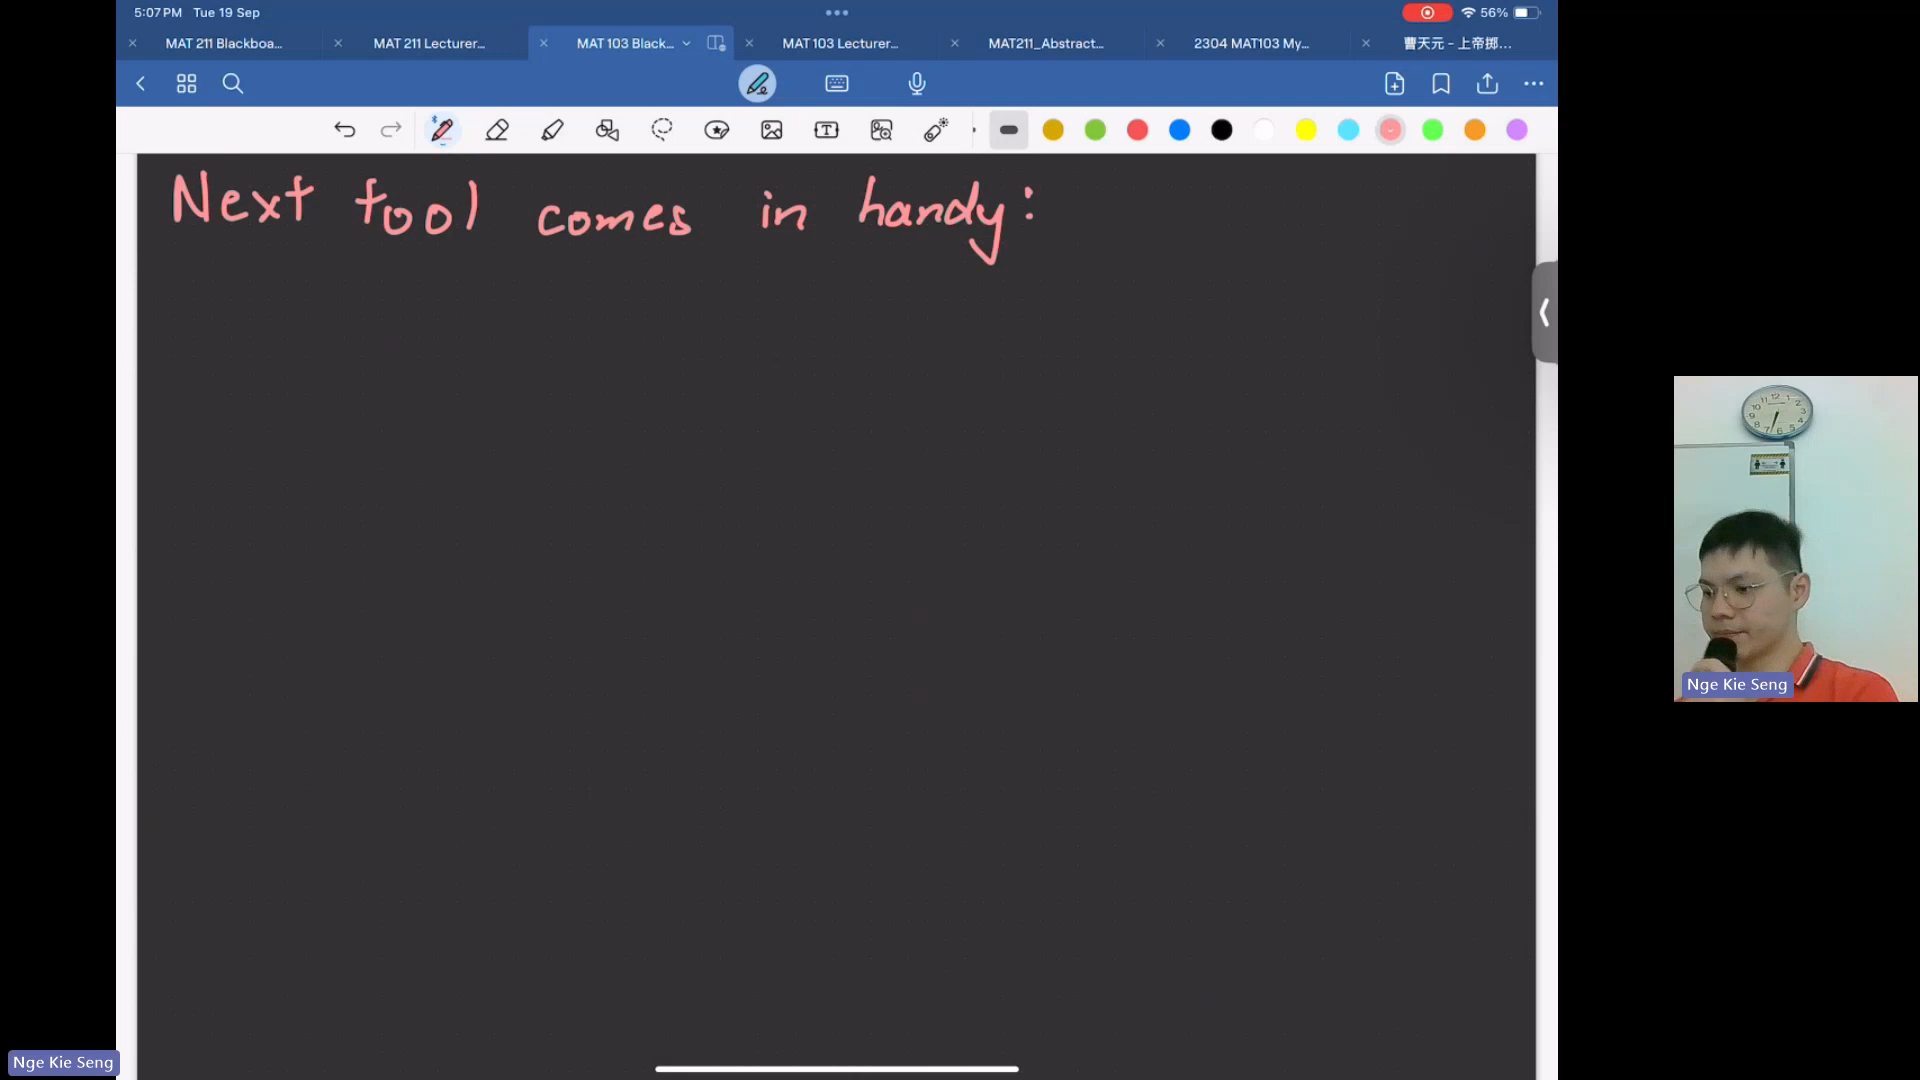 5:07 PM Tue 19 Sep
56%
MAT 211 Blackboa...
MAT 211 Lecturer...
MAT 103 Black...
MAT 103 Lecturer...
MAT211_Abstract...
2304 MAT103 My...
曹天元 - 上帝掷...
Next tool comes in handy:
Nge Kie Seng
Nge Kie Seng